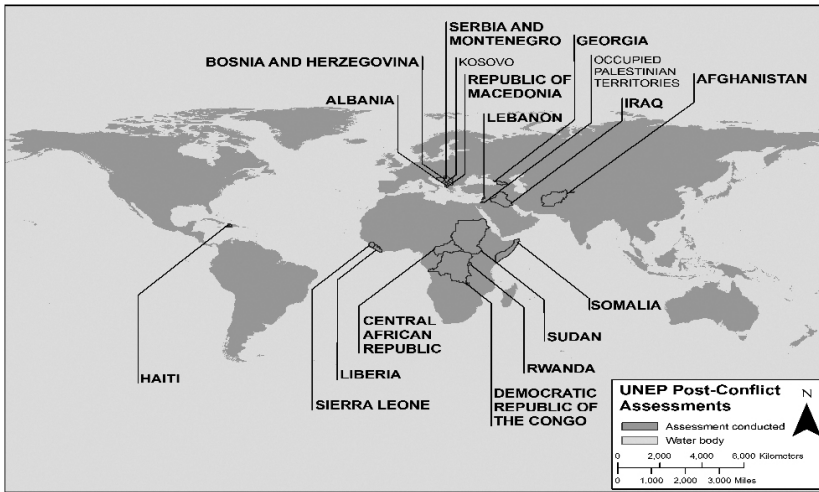 SERBIA AND
MONTENEGRO
GEORGIA
BOSNIA AND HERZEGOVINA
KOSOVO
OCCUPIED
PALESTINIAN
TERRITORIES
REPUBLIC OF
MACEDONIA
AFGHANISTAN
ALBANIA
LEBANON
IRAQ
SOMALIA
CENTRAL
AFRICAN
REPUBLIC
SUDAN
HAITI
LIBERIA
RWANDA
SIERRA LEONE
DEMOCRATIC
REPUBLIC OF
THE CONGO
UNEP Post-Conflict
Assessments
N
Assessment conducted
Water body
0 2,000 4,000 6,000 Kilometers
0 1,000 2,000 3,000 Miles